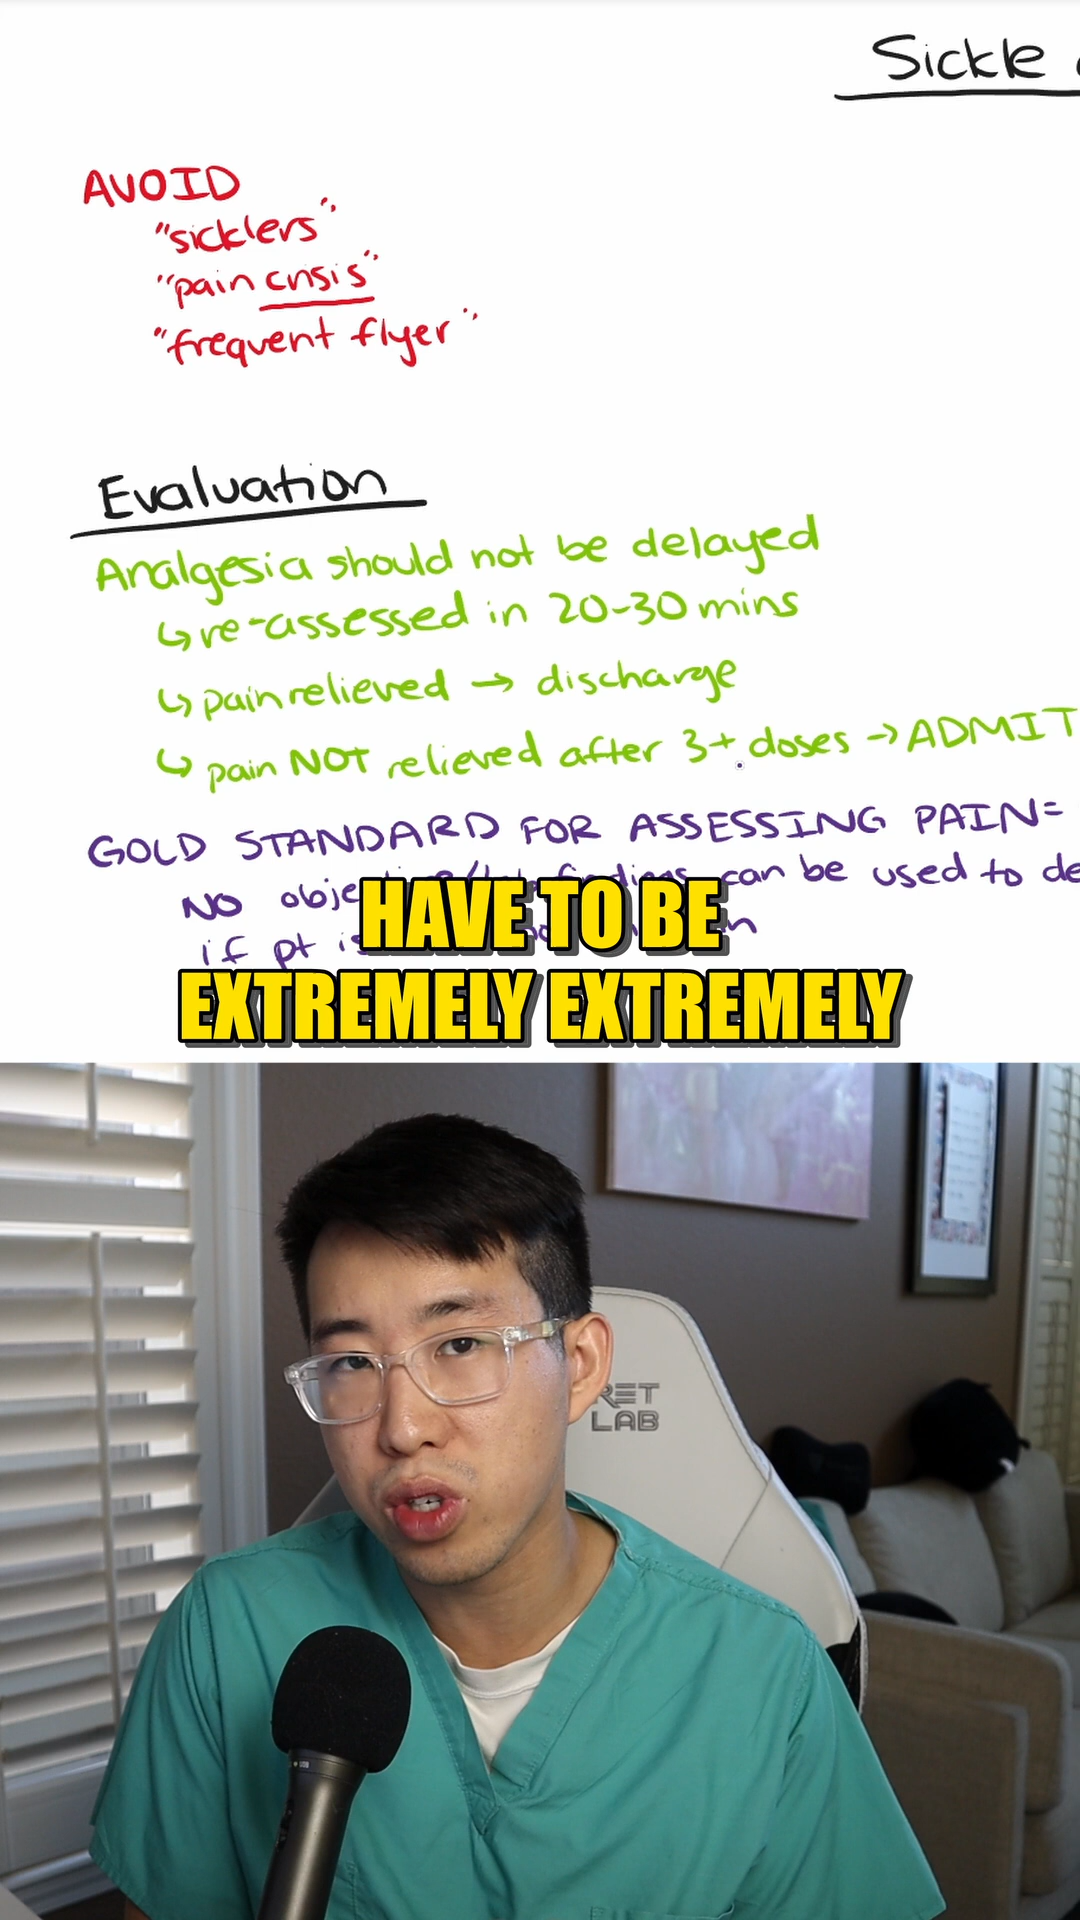 Sickle
AVOID
"sicklers"
"pain crisis"
"frequent flyer"
Evaluation
Analgesia should not be delayed
↳ re-assessed in 20-30 mins
↳ pain relieved → discharge
↳ pain NOT relieved after 3+ doses → ADMIT
GOLD STANDARD FOR ASSESSING PAIN=
NO can be used to de
if pt
HAVE TO BE
EXTREMELY EXTREMELY
RET
LAB